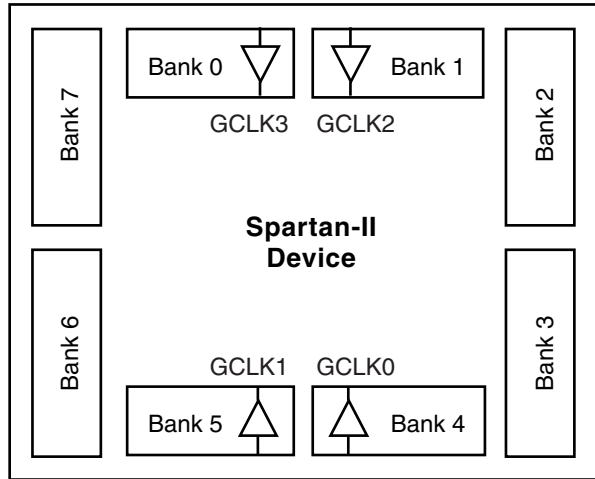 Bank 0
Bank 1
GCLK3
GCLK2
Bank 7
Bank 2
Spartan-II
Device
Bank 6
Bank 3
GCLK1
GCLK0
Bank 5
Bank 4